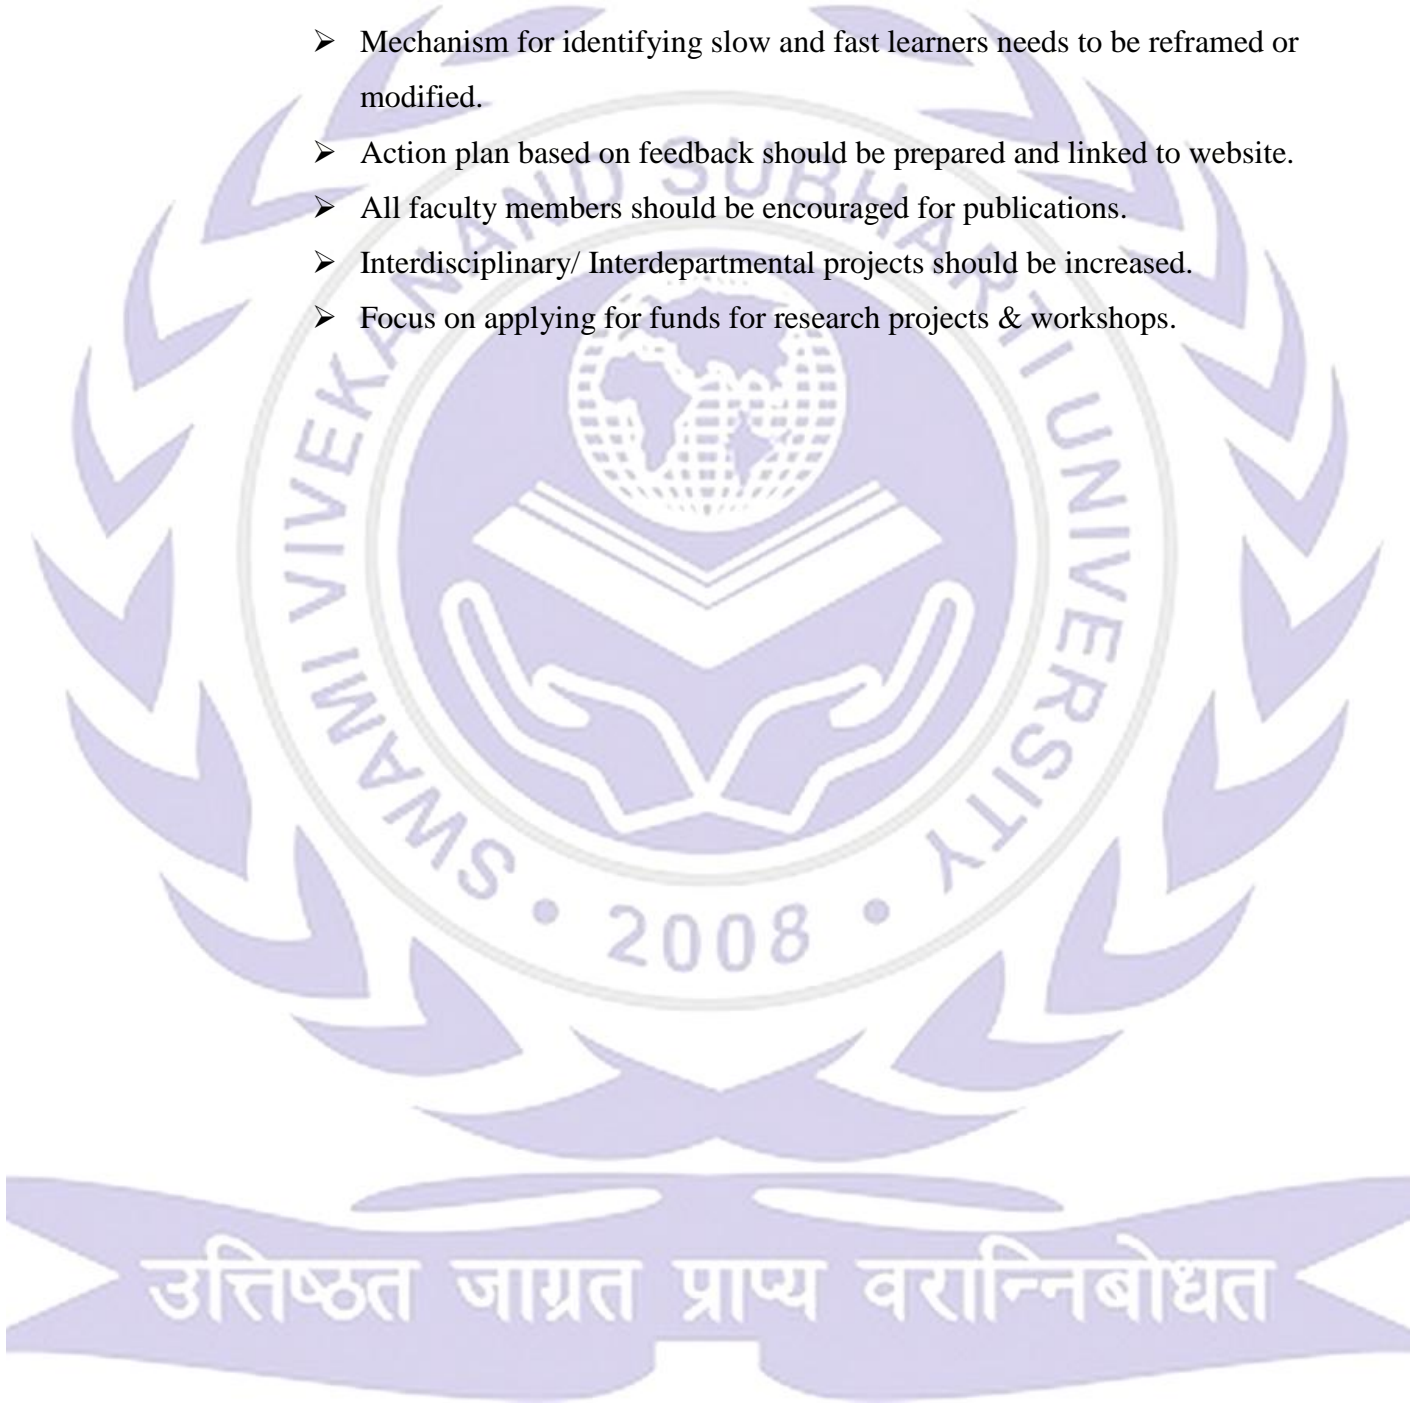 ➢ Mechanism for identifying slow and fast learners needs to be reframed or
modified.
➢ Action plan based on feedback should be prepared and linked to website.
➢ All faculty members should be encouraged for publications.
➢ Interdisciplinary/ Interdepartmental projects should be increased.
➢ Focus on applying for funds for research projects & workshops.
SWAMI VIVEKANAND SUBHARTI UNIVERSITY
• 2008 •
उत्तिष्ठत जाग्रत प्राप्य वरान्निबोधत